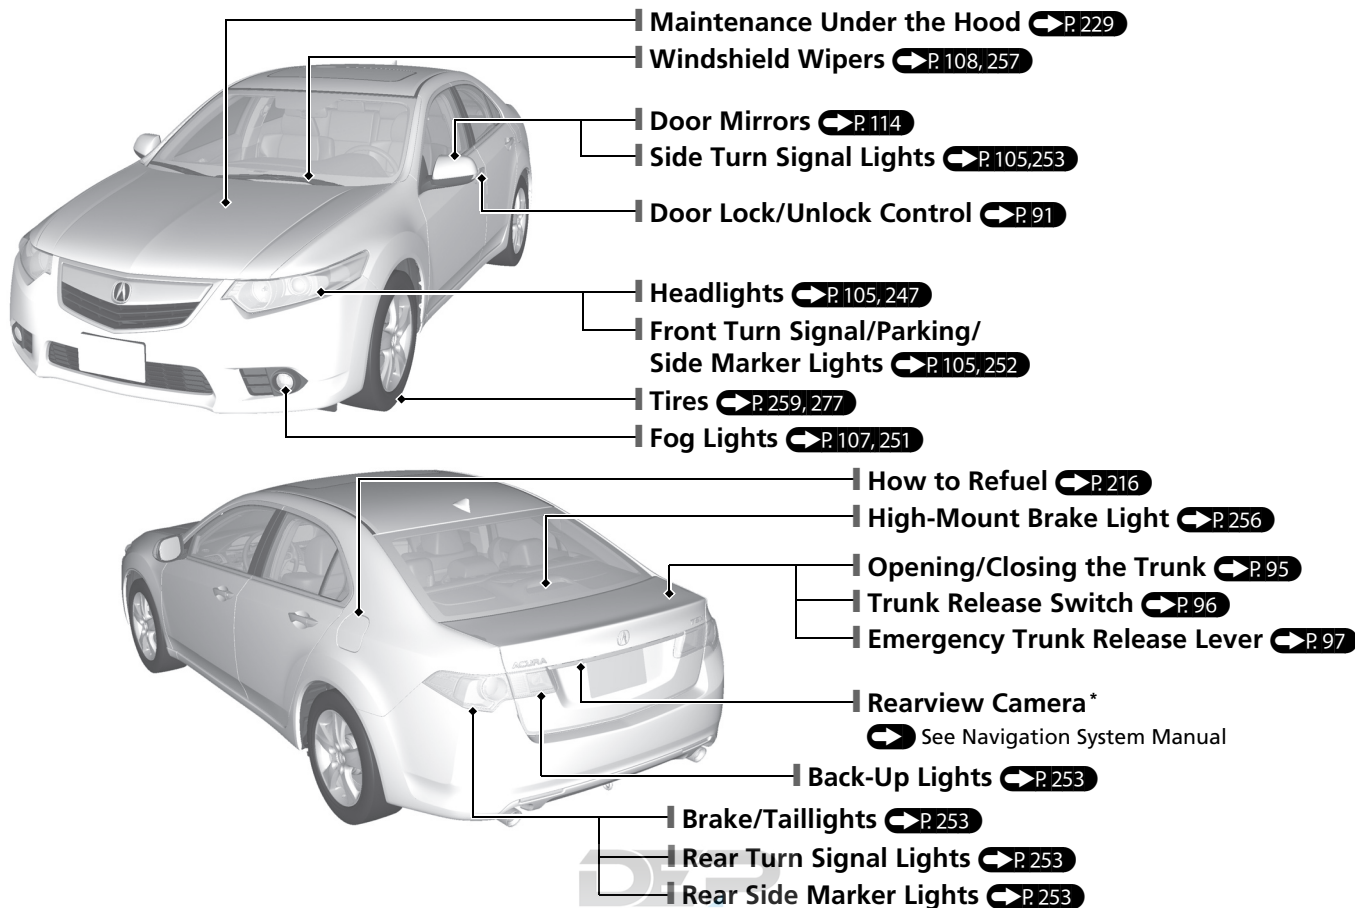 Maintenance Under the Hood P. 229
Windshield Wipers P. 108, 257
Door Mirrors P. 114
Side Turn Signal Lights P. 105,253
Door Lock/Unlock Control P. 91
Headlights P. 105, 247
Front Turn Signal/Parking/
Side Marker Lights P. 105, 252
Tires P. 259, 277
Fog Lights P. 107, 251
How to Refuel P. 216
High-Mount Brake Light P. 256
Opening/Closing the Trunk P. 95
Trunk Release Switch P. 96
Emergency Trunk Release Lever P. 97
ACURA
Rearview Camera*
See Navigation System Manual
Back-Up Lights P. 253
Brake/Taillights P. 253
Rear Turn Signal Lights P. 253
Rear Side Marker Lights P. 253